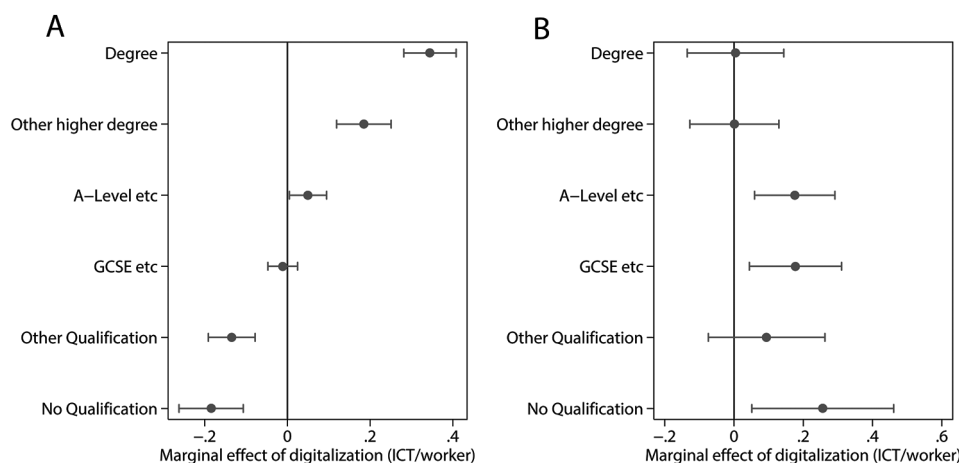 A
Degree
Other higher degree
A−Level etc
GCSE etc
Other Qualification
No Qualification
−.2 0 .2 .4
Marginal effect of digitalization (ICT/worker)
B
Degree
Other higher degree
A−Level etc
GCSE etc
Other Qualification
No Qualification
−.2 0 .2 .4 .6
Marginal effect of digitalization (ICT/worker)